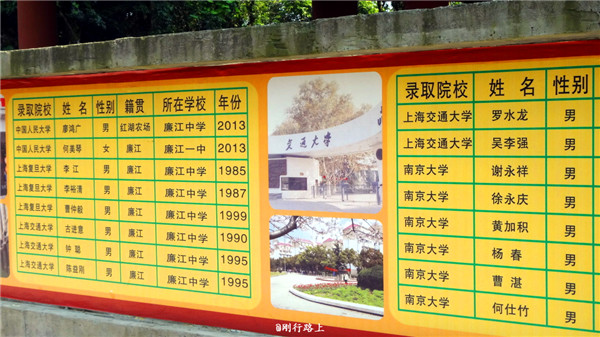 录取院校 姓名 性别 籍贯 所在学校 年份
中国人民大学 廖鸿广 男 红湖农场 廉江中学 2013
中国人民大学 何美琴 女 廉江 廉江一中 2013
上海复旦大学 李江 男 廉江 廉江中学 1985
上海复旦大学 李裕清 男 廉江 廉江中学 1987
上海复旦大学 曹仲毅 男 廉江 廉江中学 1999
上海交通大学 古进意 男 廉江 廉江中学 1990
上海交通大学 钟聪 男 廉江 廉江中学 1995
上海交通大学 陈益刚 男 廉江 廉江中学 1995
交通大学
录取院校 姓名 性别
上海交通大学 罗水龙 男
上海交通大学 吴李强 男
南京大学 谢永祥 男
南京大学 徐永庆 男
南京大学 黄加积 男
南京大学 杨春 男
南京大学 曹湛 男
南京大学 何仕竹 男
@刚行路上